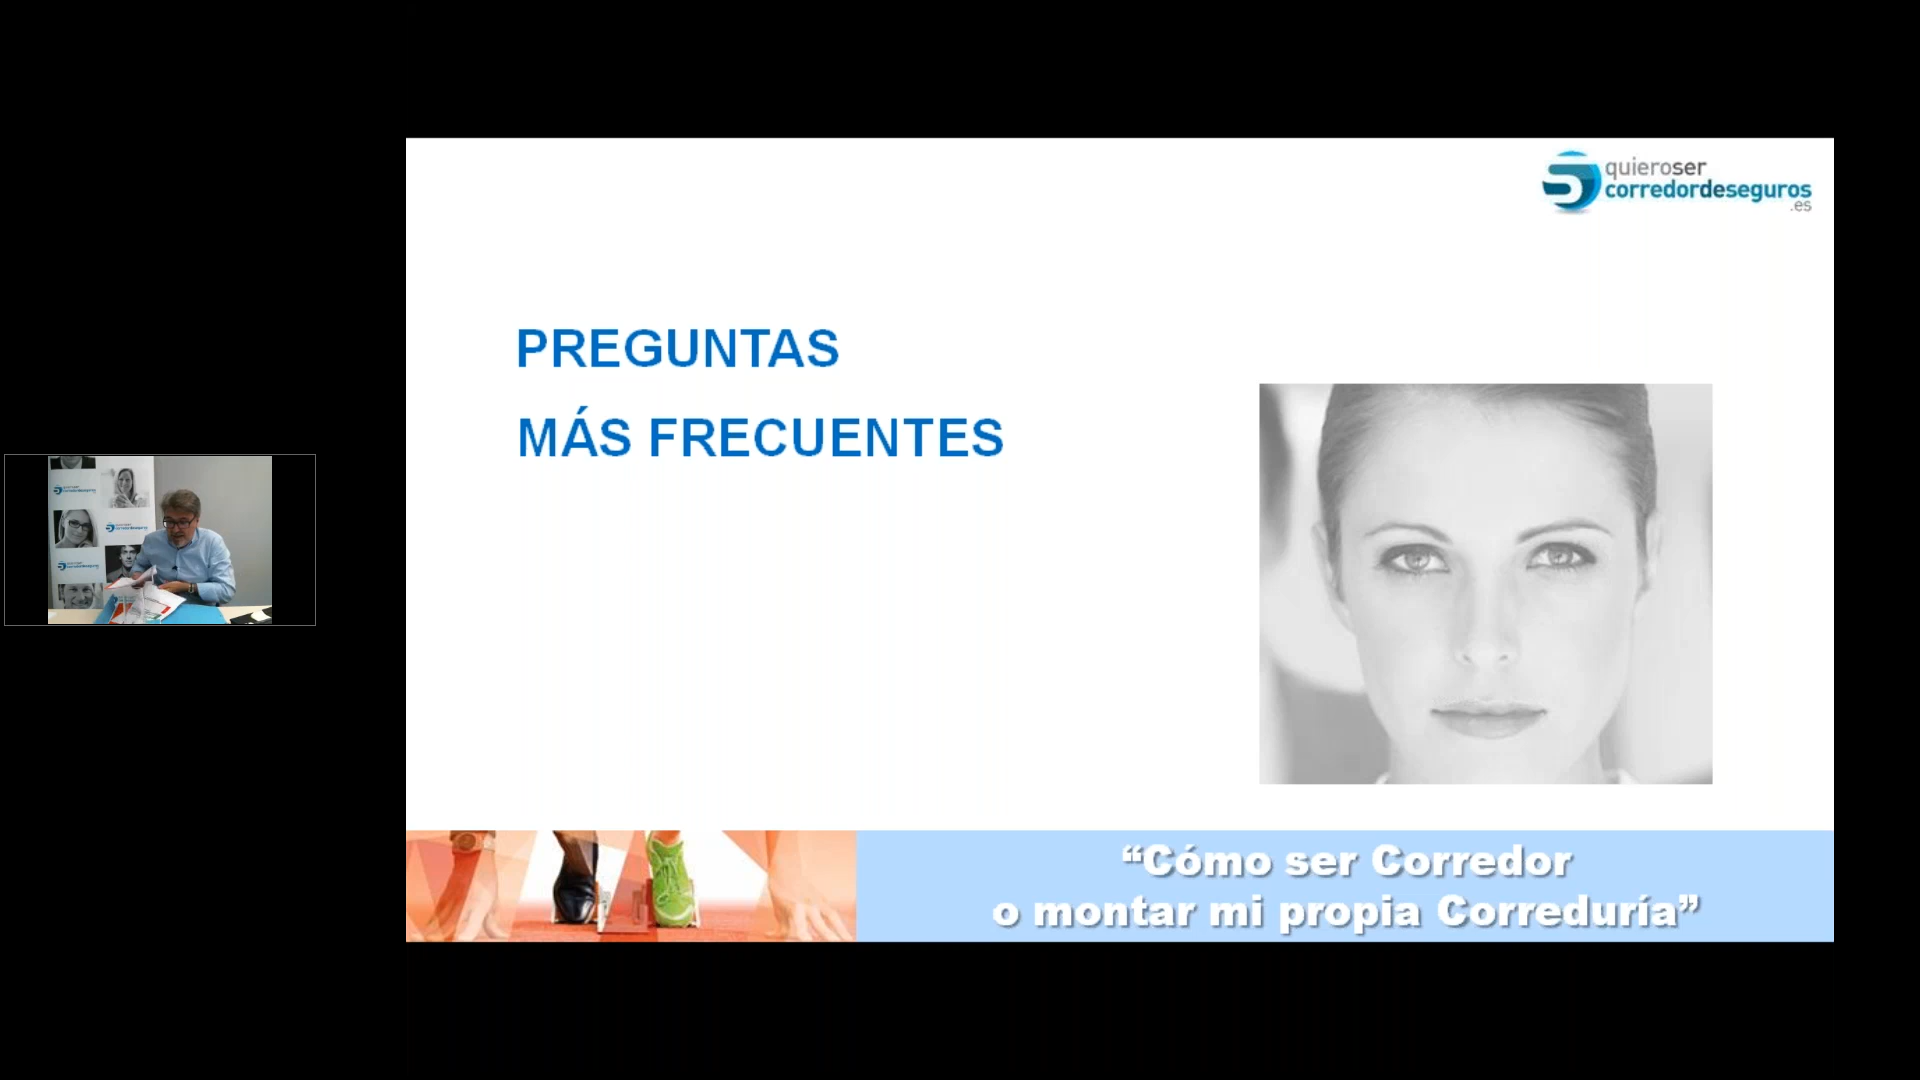 quieroser
corredordeseguros
.es
PREGUNTAS
MÁS FRECUENTES
“Cómo ser Corredor
o montar mi propia Correduría”